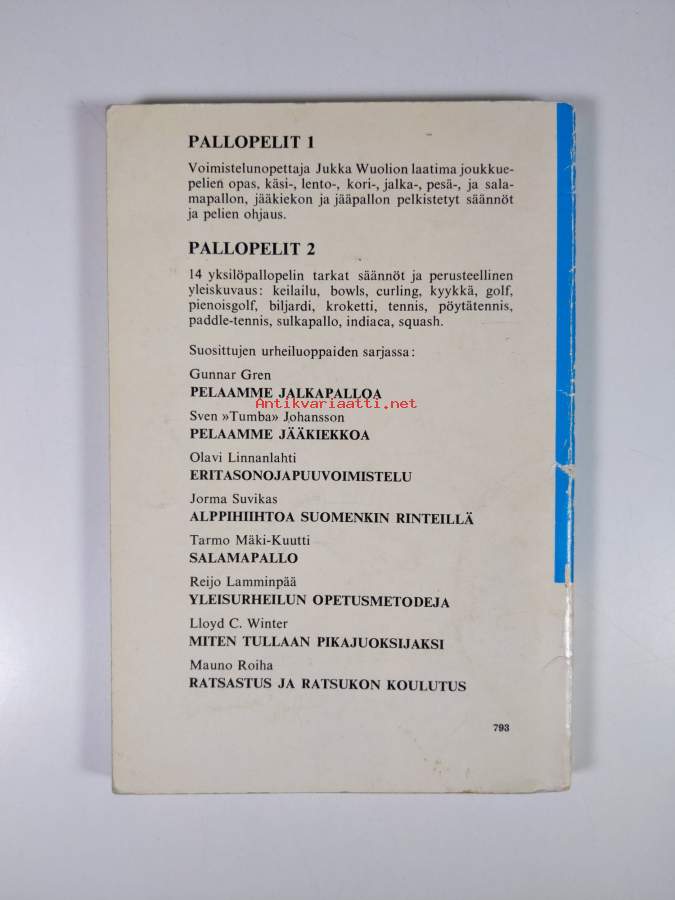 PALLOPELIT 1
Voimistelunopettaja Jukka Wuolion laatima joukkue-
pelien opas, käsi-, lento-, kori-, jalka-, pesä-, ja sala-
mapallon, jääkiekon ja jääpallon pelkistetyt säännöt
ja pelien ohjaus.
PALLOPELIT 2
14 yksilöpallopelin tarkat säännöt ja perusteellinen
yleiskuvaus: keilailu, bowls, curling, kyykkä, golf,
pienoisgolf, biljardi, kroketti, tennis, pöytätennis,
paddle-tennis, sulkapallo, indiaca, squash.
Suosittujen urheiluoppaiden sarjassa:
Gunnar Gren
PELAAMME JALKAPALLOA
Antikvariaatti.net
Sven »Tumba» Johansson
PELAAMME JÄÄKIEKKOA
Olavi Linnanlahti
ERITASONOJAPUUVOIMISTELU
Jorma Suvikas
ALPPIHIIHTOA SUOMENKIN RINTEILLÄ
Tarmo Mäki-Kuutti
SALAMAPALLO
Reijo Lamminpää
YLEISURHEILUN OPETUSMETODEJA
Lloyd C. Winter
MITEN TULLAAN PIKAJUOKSIJAKSI
Mauno Roiha
RATSASTUS JA RATSUKON KOULUTUS
793